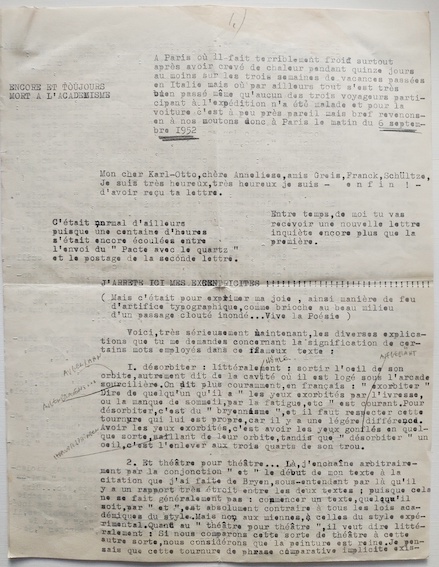 A Paris où il fait terriblement froid surtout
après avoir crevé de chaleur pendant quinze jours
au moins sur les trois semaines de vacances passées
en Italie mais où par ailleurs tout s'est très
bien passé même qu'aucun des trois voyageurs parti-
cipant à l'expédition n'a été malade et pour la
voiture c'est à peu près pareil mais bref revenons-
en à nos moutons donc à Paris le matin du 6 septem-
bre 1952
ENCORE ET TOUJOURS
MORT A L'ACADEMISME
Mon cher Karl-Otto, chère Anneliese, amis Greis, Franck, Schültze,
Je suis très heureux, très heureux je suis - e n f i n ! -
d'avoir reçu ta lettre.
Entre temps, de moi tu vas
recevoir une nouvelle lettre
inquiète encore plus que la
première.
C'était normal d'ailleurs
puisque une centaine d'heures
s'était encore écoulées entre
l'envoi du " Pacte avec le quartz "
et le postage de la seconde lettre.
J'ARRETE ICI MES EXCENTRICITES !!!!!!!!!!!!!!!!!!!!!!!!!!!!
( Mais c'était pour exprimer ma joie , ainsi manière de feu
d'artifice typographique, comme brioche au beau milieu
d'un passage clouté inondé...Vive la Poésie )
Voici, très sérieusement maintenant, les diverses explica-
tions que tu me demandes concernant la signification de cer-
tains mots employés dans ce fameux texte :
I. désorbiter : littéralement : sortir l'oeil de son
orbite, autrement dit de la cavité où il est logé sous l'arcade
sourcilière. On dit plus couramment, en français : " exorbiter "
Dire de quelqu'un qu'il a " les yeux exorbités par l'ivresse,
ou la manque de sommeil, par la fatigue, etc " est courant. Pour
désorbiter, c'est du " bryennisme ", et il faut respecter cette
tournure qui lui est propre, car il y a une légère différence.
Avoir les yeux exorbités, c'est avoir les yeux gonflés en quel-
que sorte, saillant de leur orbite, tandis que " désorbiter " un
oeil, c'est l'enlever aux trois quarts de son trou.
2. Et théâtre pour théâtre... Là, j'enchaîne arbitraire-
ment par la conjonction " et " le début de mon texte à la
citation que j'ai faite de Bryen, sous-entendant par là qu'il
y a un rapport très étroit entre les deux textes ; puisque cela
ne se fait généralement pas : commencer un texte, quelqu'il
soit, par " et ", est absolument contraire à tous les lois aca-
démiques du style. Mais non aux miennes, à celles du style expé-
rimental. Quant au " théâtre pour théâtre ", il veut dire litté-
ralement : Si nous comparons cette sorte de théâtre à cette
autre sorte, nous considérons que la peinture est reine. Je pen-
sais que cette tournure de phrase comparative implicite exis-